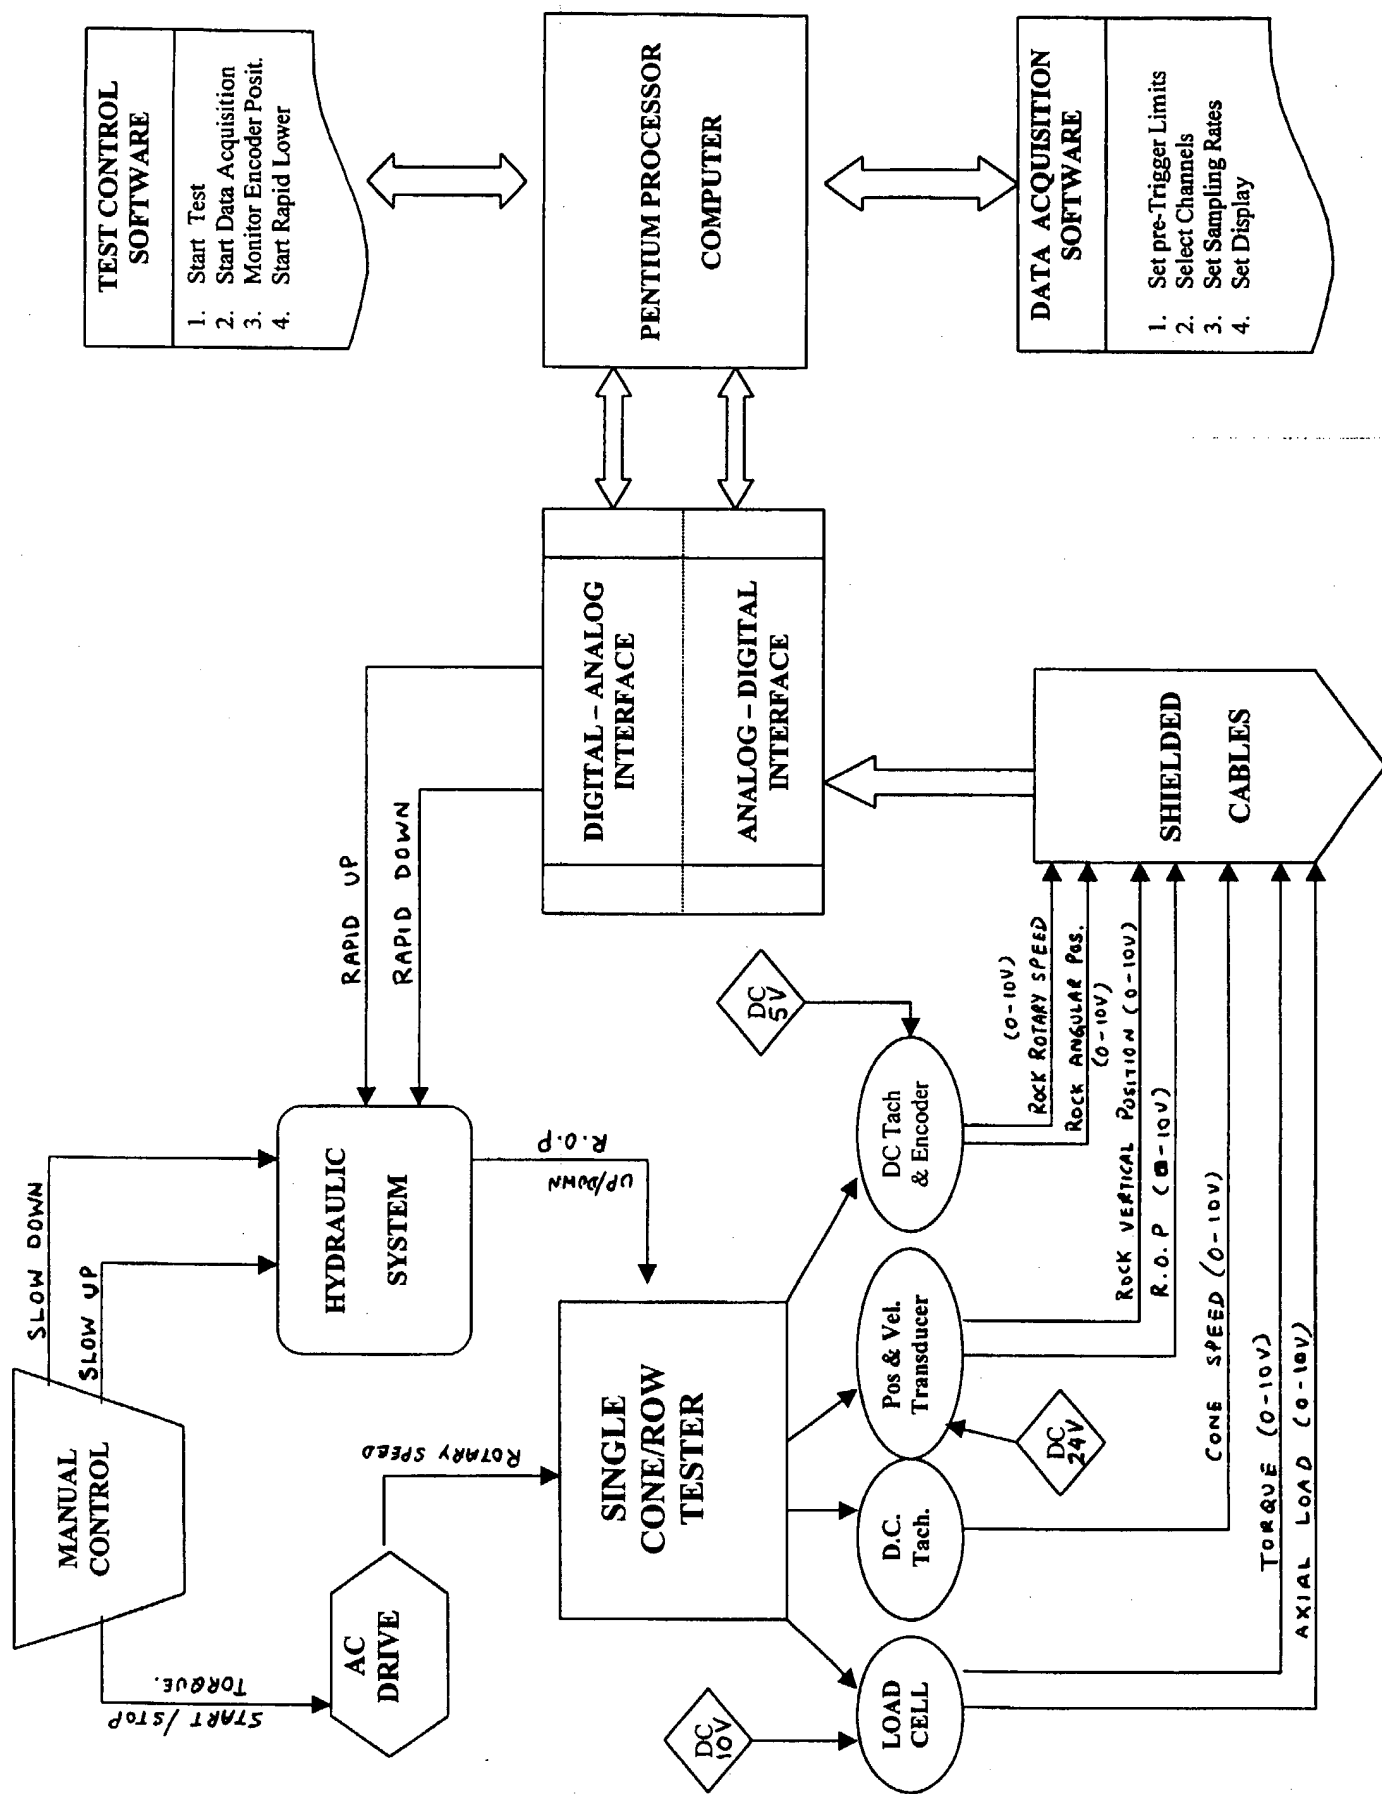 MANUAL
CONTROL
SLOW DOWN
SLOW UP
START/STOP
TORQUE.
AC
DRIVE
ROTARY SPEED
HYDRAULIC
SYSTEM
R.O.P
UP/DOWN
RAPID UP
RAPID DOWN
TEST CONTROL
SOFTWARE
1. Start Test
2. Start Data Acquisition
3. Monitor Encoder Posit.
4. Start Rapid Lower
DIGITAL – ANALOG
INTERFACE
ANALOG – DIGITAL
INTERFACE
PENTIUM PROCESSOR
COMPUTER
SINGLE
CONE/ROW
TESTER
DC
10V
LOAD
CELL
D.C.
Tach.
Pos & Vel.
Transducer
DC
24V
DC Tach
& Encoder
DC
5V
(0-10V)
ROCK ROTARY SPEED
ROCK ANGULAR POS.
(0-10V)
ROCK VERTICAL POSITION (0-10V)
R.O.P (0-10V)
CONE SPEED (0-10V)
TORQUE (0-10V)
AXIAL LOAD (0-10V)
SHIELDED
CABLES
DATA ACQUISITION
SOFTWARE
1. Set pre-Trigger Limits
2. Select Channels
3. Set Sampling Rates
4. Set Display